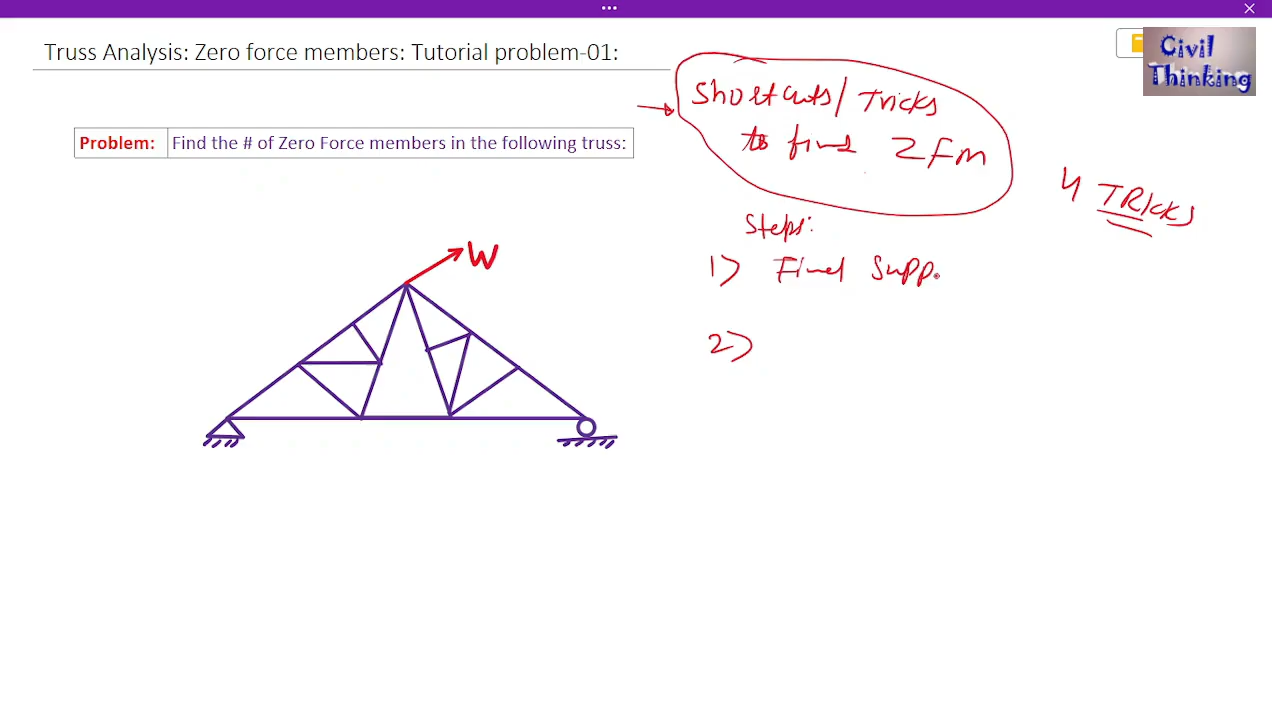 Truss Analysis: Zero force members: Tutorial problem-01:
Civil
Thinking
Shortcuts/ Tricks
to find ZFM
4 TRICKS
Problem: Find the # of Zero Force members in the following truss:
Steps:
1) Find Supp
W
2)